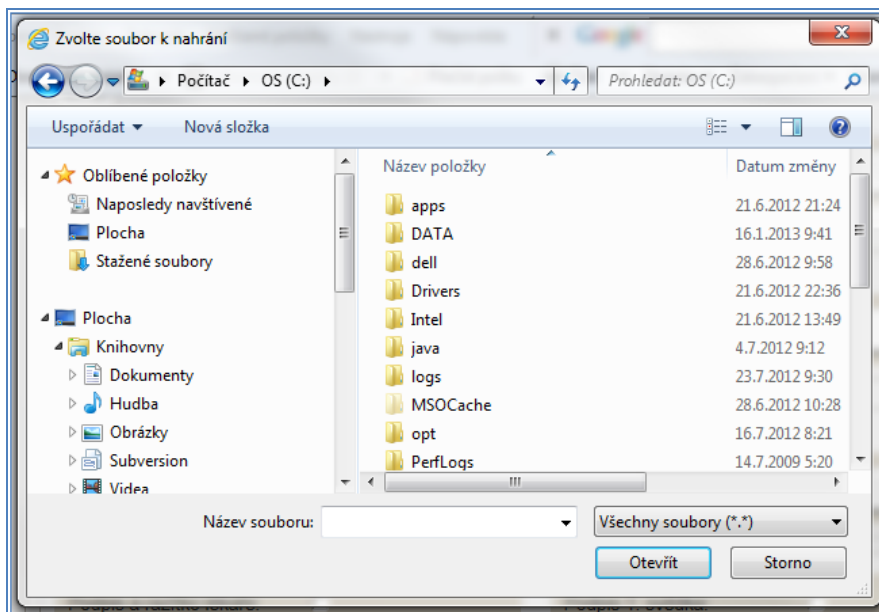 Zvolte soubor k nahrání
Google
Počítač OS (C:)
Prohledat: OS (C:)
Uspořádat Nová složka
Oblíbené položky
Naposledy navštívené
Plocha
Stažené soubory
Plocha
Knihovny
Dokumenty
Hudba
Obrázky
Subversion
Videa
Název položky Datum změny
apps 21.6.2012 21:24
DATA 16.1.2013 9:41
dell 28.6.2012 9:58
Drivers 21.6.2012 22:36
Intel 21.6.2012 13:49
java 4.7.2012 9:12
logs 23.7.2012 9:30
MSOCache 28.6.2012 10:28
opt 16.7.2012 8:21
PerfLogs 14.7.2009 5:20
Název souboru: Všechny soubory (*.*)
Otevřít Storno